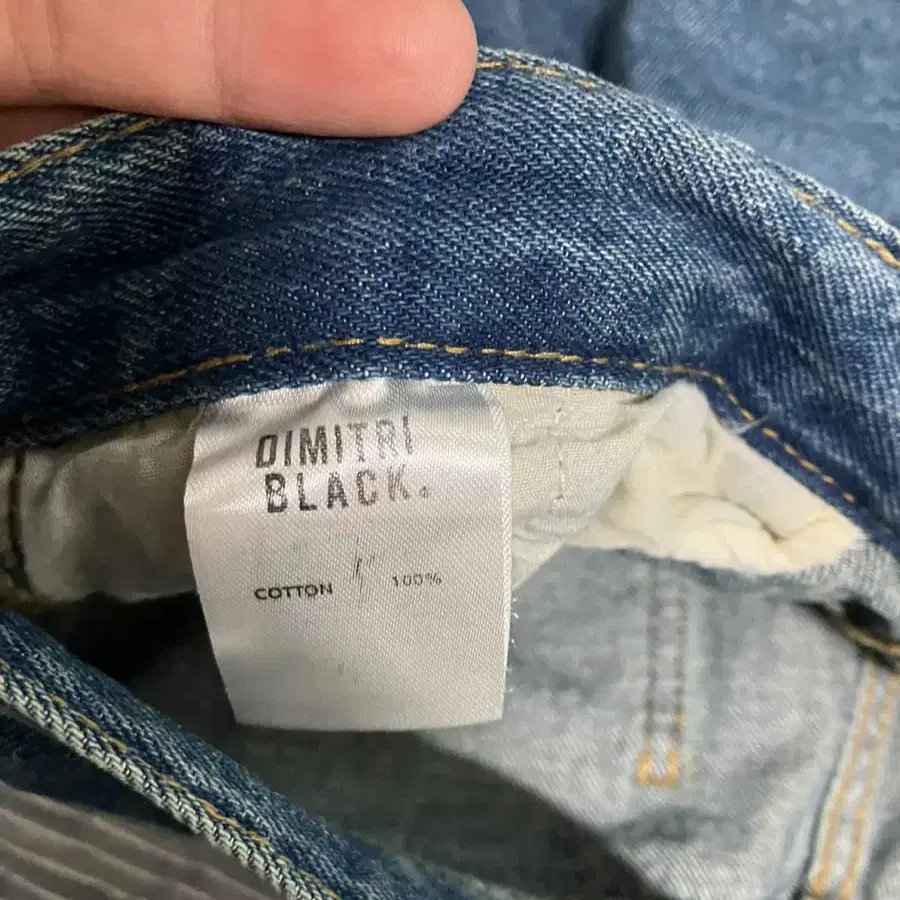 DIMITRI
BLACK.
COTTON 100%